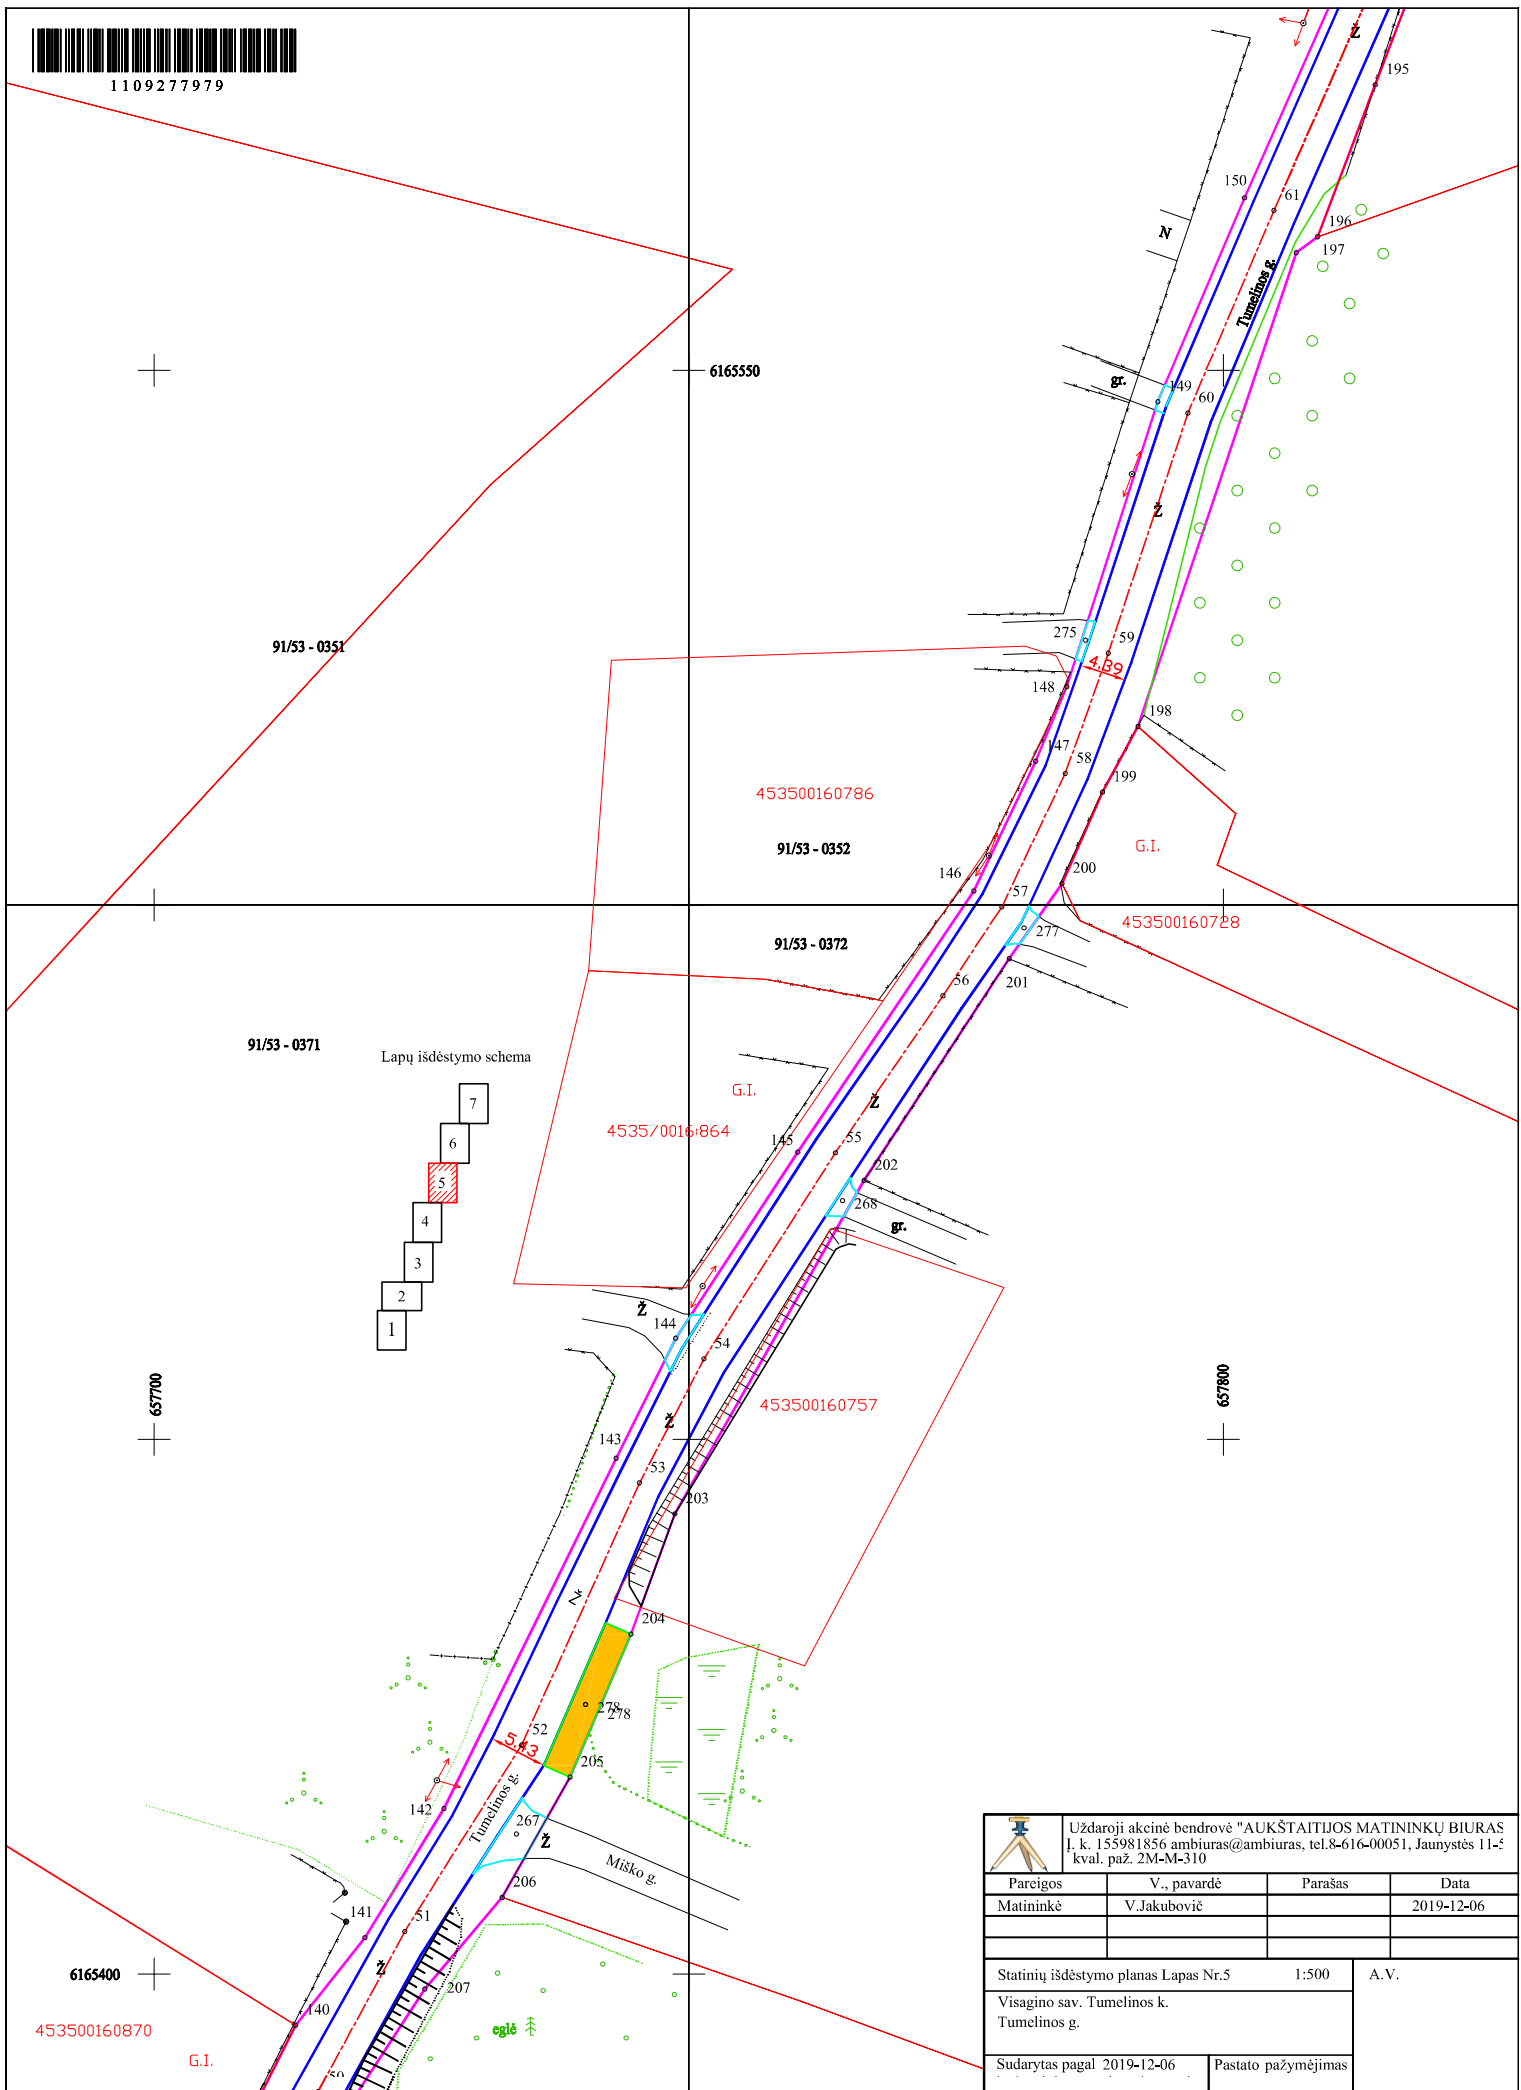 1109277979
Ž
195
150
61
196
N
197
Tumelinos g.
6165550
gr.
149
60
Ž
91/53 - 0351
275
59
4.39
148
198
147
58
199
453500160786
G.I.
91/53 - 0352
146
200
57
453500160728
277
91/53 - 0372
201
56
91/53 - 0371
Lapų išdėstymo schema
G.I.
Ž
7
4535/0016:864
145
55
6
202
5
268
gr.
4
3
2
Ž
144
1
54
657700
657800
453500160757
Ž
143
53
203
Ž
204
278
278
52
5.43
205
Tumelinos g.
142
267
Ž
Miško g.
206
141
51
Ž
6165400
207
140
453500160870
eglė
G.I.
50
Uždaroji akcinė bendrovė "AUKŠTAITIJOS MATININKŲ BIURAS
Į. k. 155981856 ambiuras@ambiuras, tel.8-616-00051, Jaunystės 11-5
kval. paž. 2M-M-310
Pareigos V., pavardė Parašas Data
Matininkė V.Jakubovič 2019-12-06
Statinių išdėstymo planas Lapas Nr.5 1:500 A.V.
Visagino sav. Tumelinos k.
Tumelinos g.
Sudarytas pagal 2019-12-06 Pastato pažymėjimas